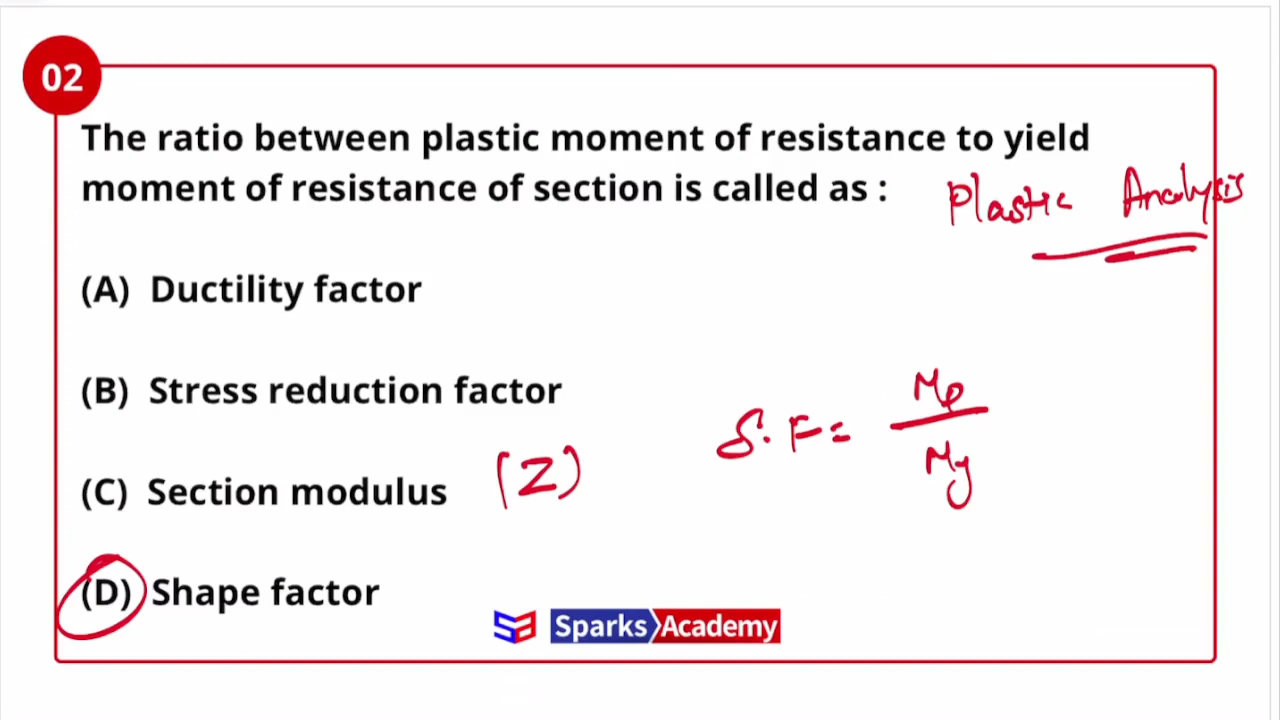 02
The ratio between plastic moment of resistance to yield
moment of resistance of section is called as :
Plastic Analysis
(A) Ductility factor
(B) Stress reduction factor
S.F = Mp / My
(C) Section modulus (Z)
(D) Shape factor
Sparks Academy